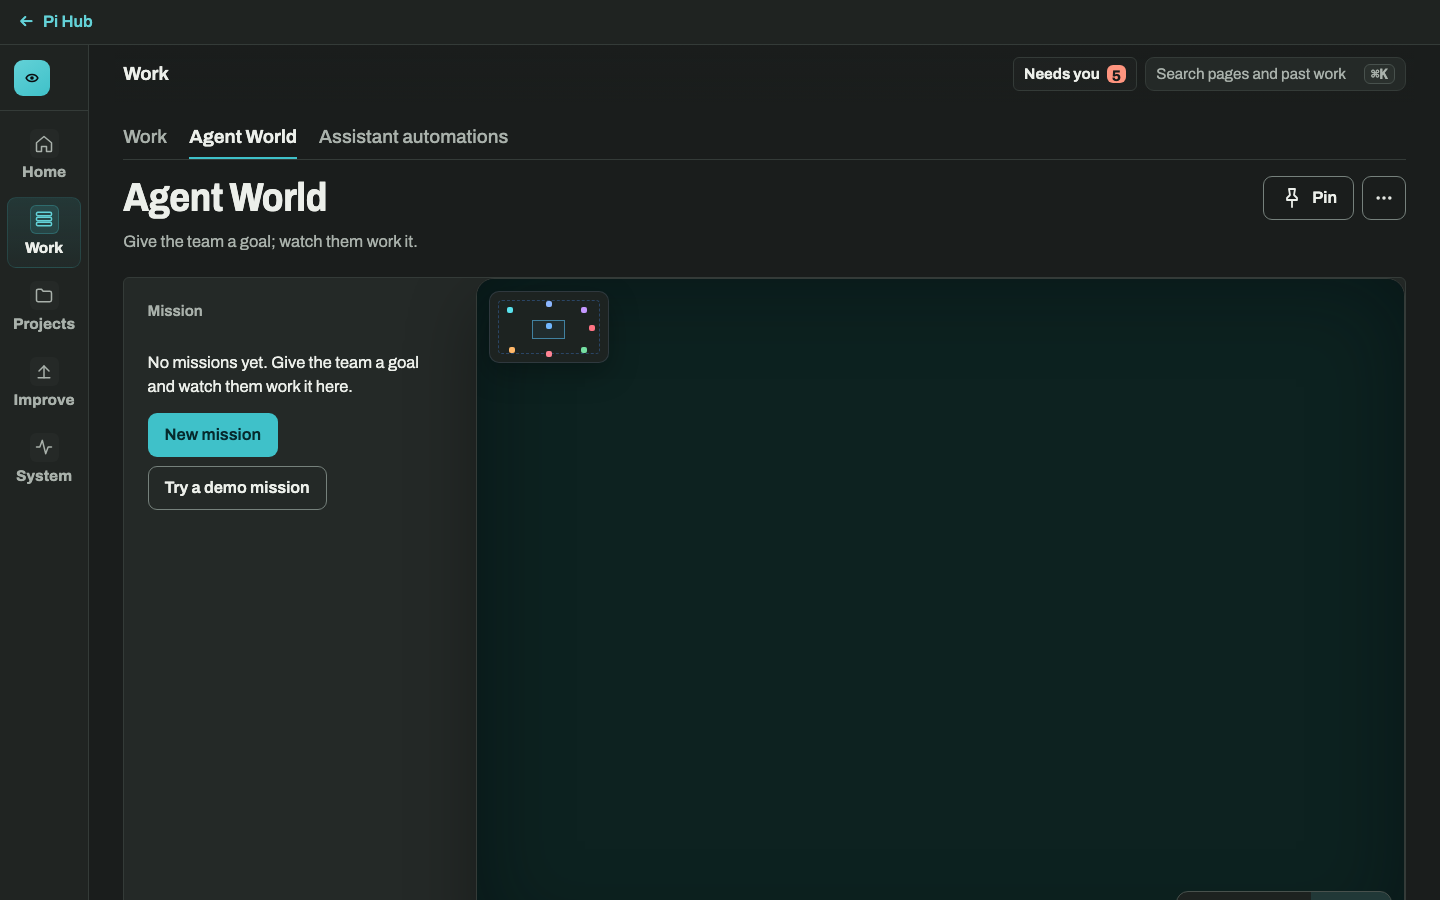 Pi Hub
Work
Needs you 5
Search pages and past work ⌘K
Home
Work
Projects
Improve
System
Work Agent World Assistant automations
Agent World
Pin
Give the team a goal; watch them work it.
Mission
No missions yet. Give the team a goal
and watch them work it here.
New mission
Try a demo mission